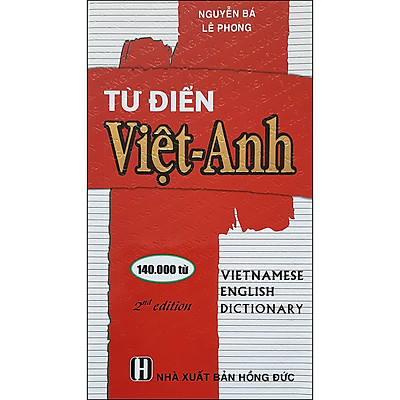 NGUYỄN BÁ
LÊ PHONG
TỪ ĐIỂN
Việt-Anh
140.000 từ
2nd edition
VIETNAMESE
ENGLISH
DICTIONARY
H
NHÀ XUẤT BẢN HỒNG ĐỨC